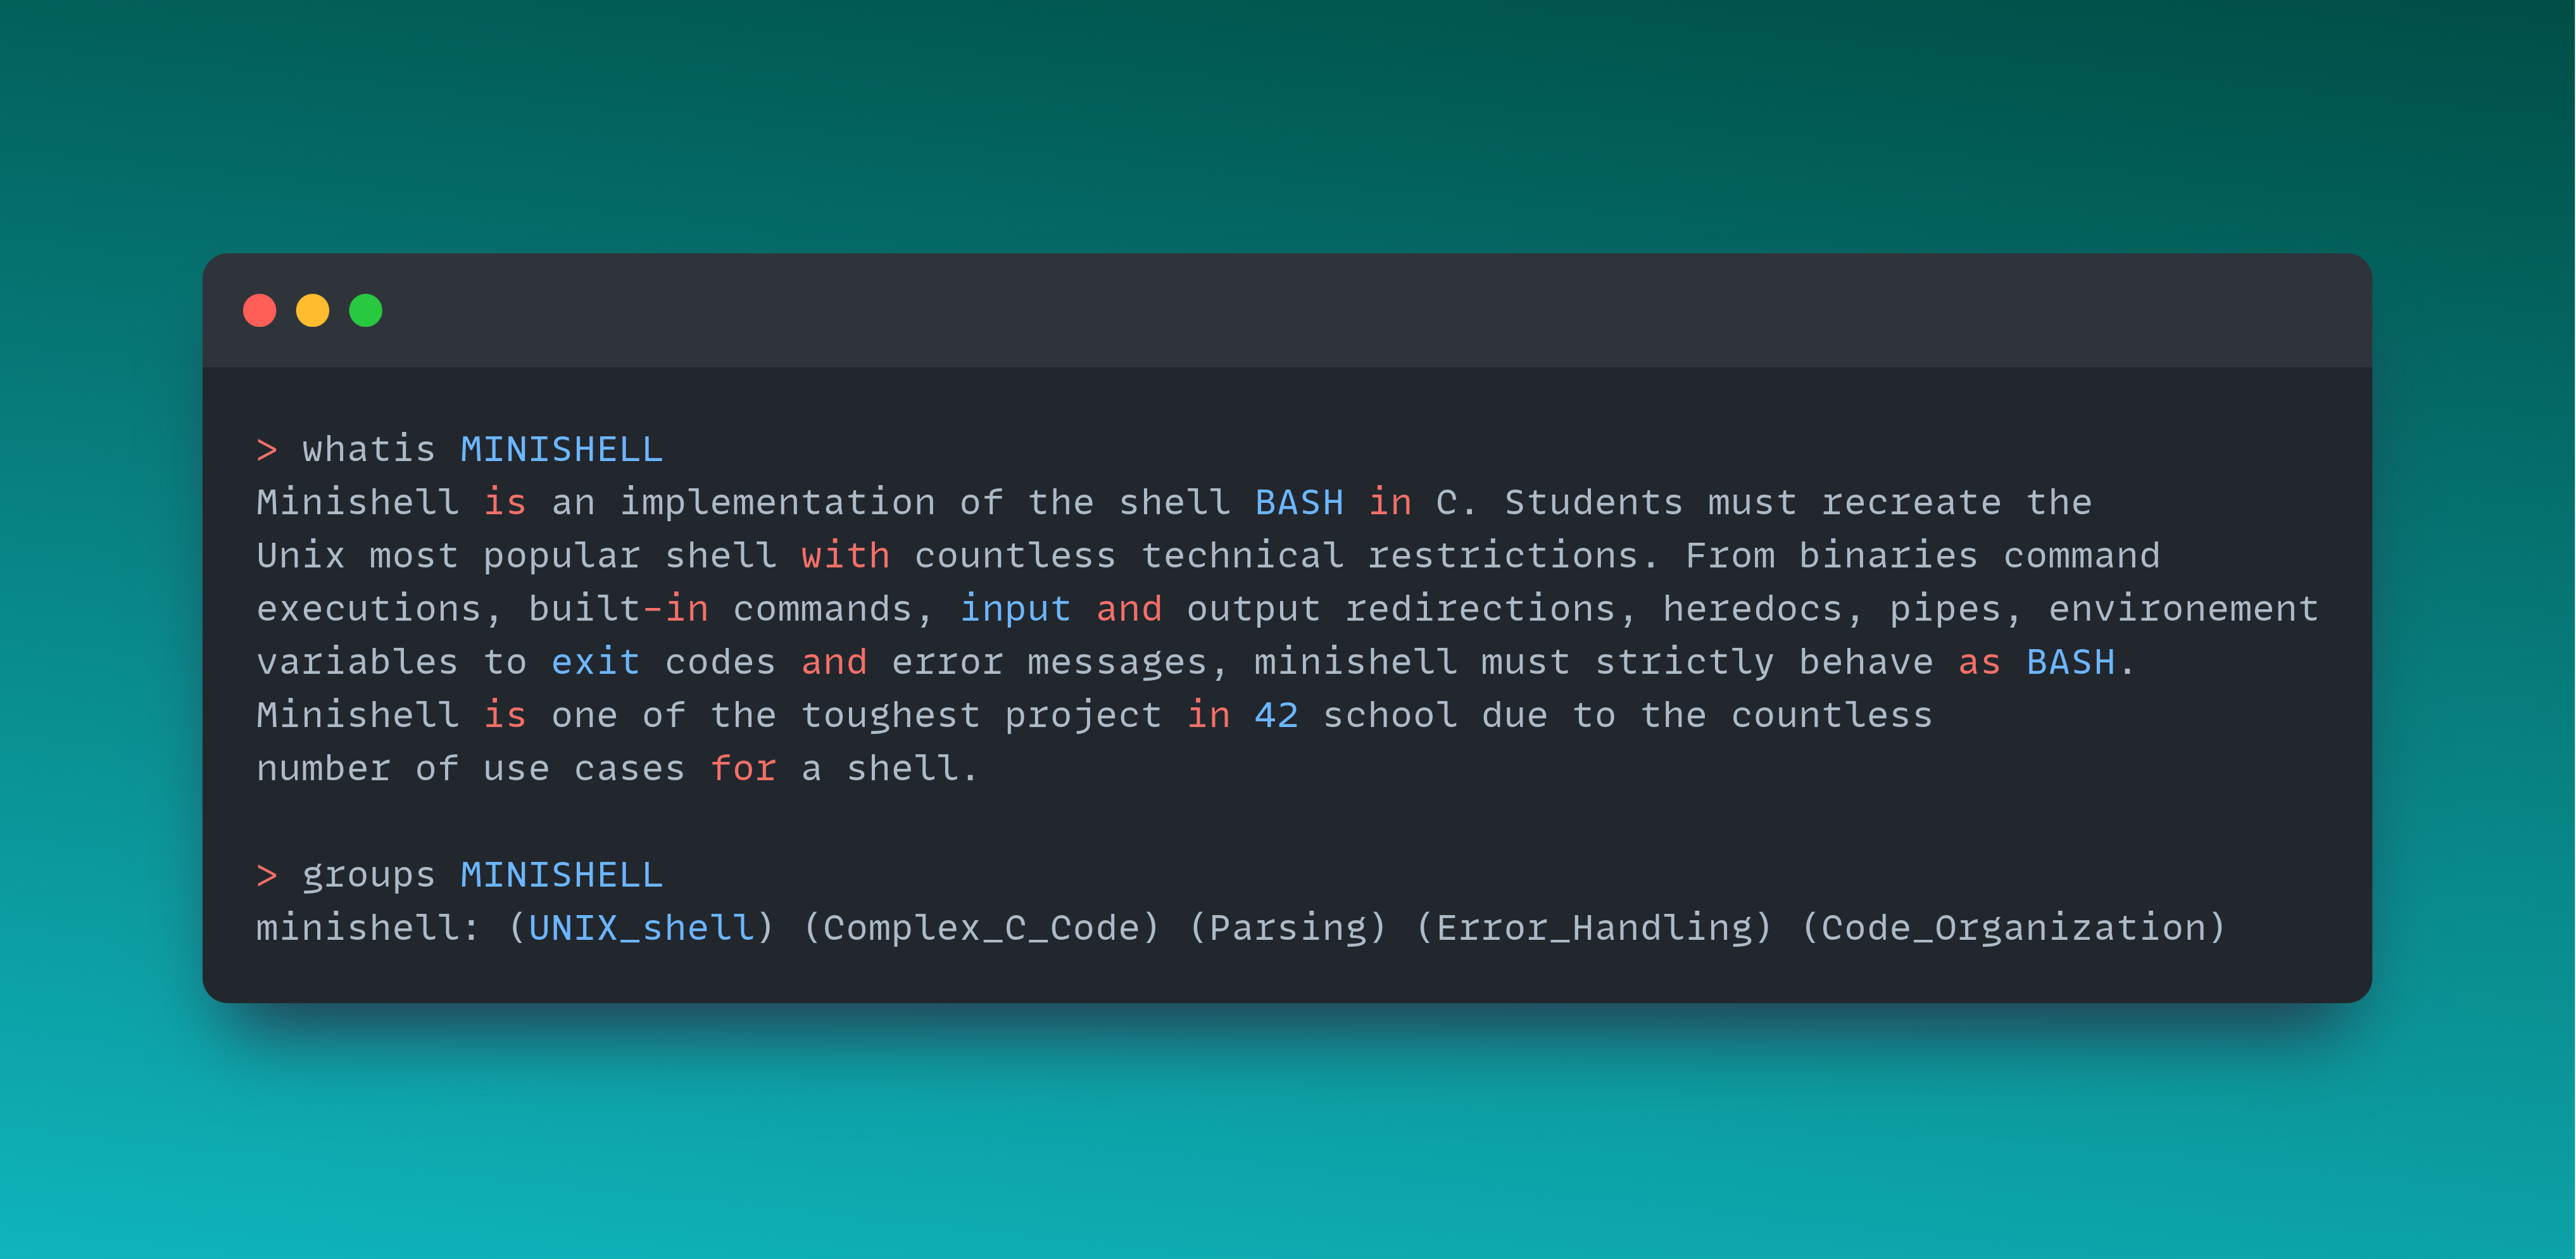 > whatis MINISHELL
Minishell is an implementation of the shell BASH in C. Students must recreate the
Unix most popular shell with countless technical restrictions. From binaries command
executions, built-in commands, input and output redirections, heredocs, pipes, environement
variables to exit codes and error messages, minishell must strictly behave as BASH.
Minishell is one of the toughest project in 42 school due to the countless
number of use cases for a shell.
> groups MINISHELL
minishell: (UNIX_shell) (Complex_C_Code) (Parsing) (Error_Handling) (Code_Organization)